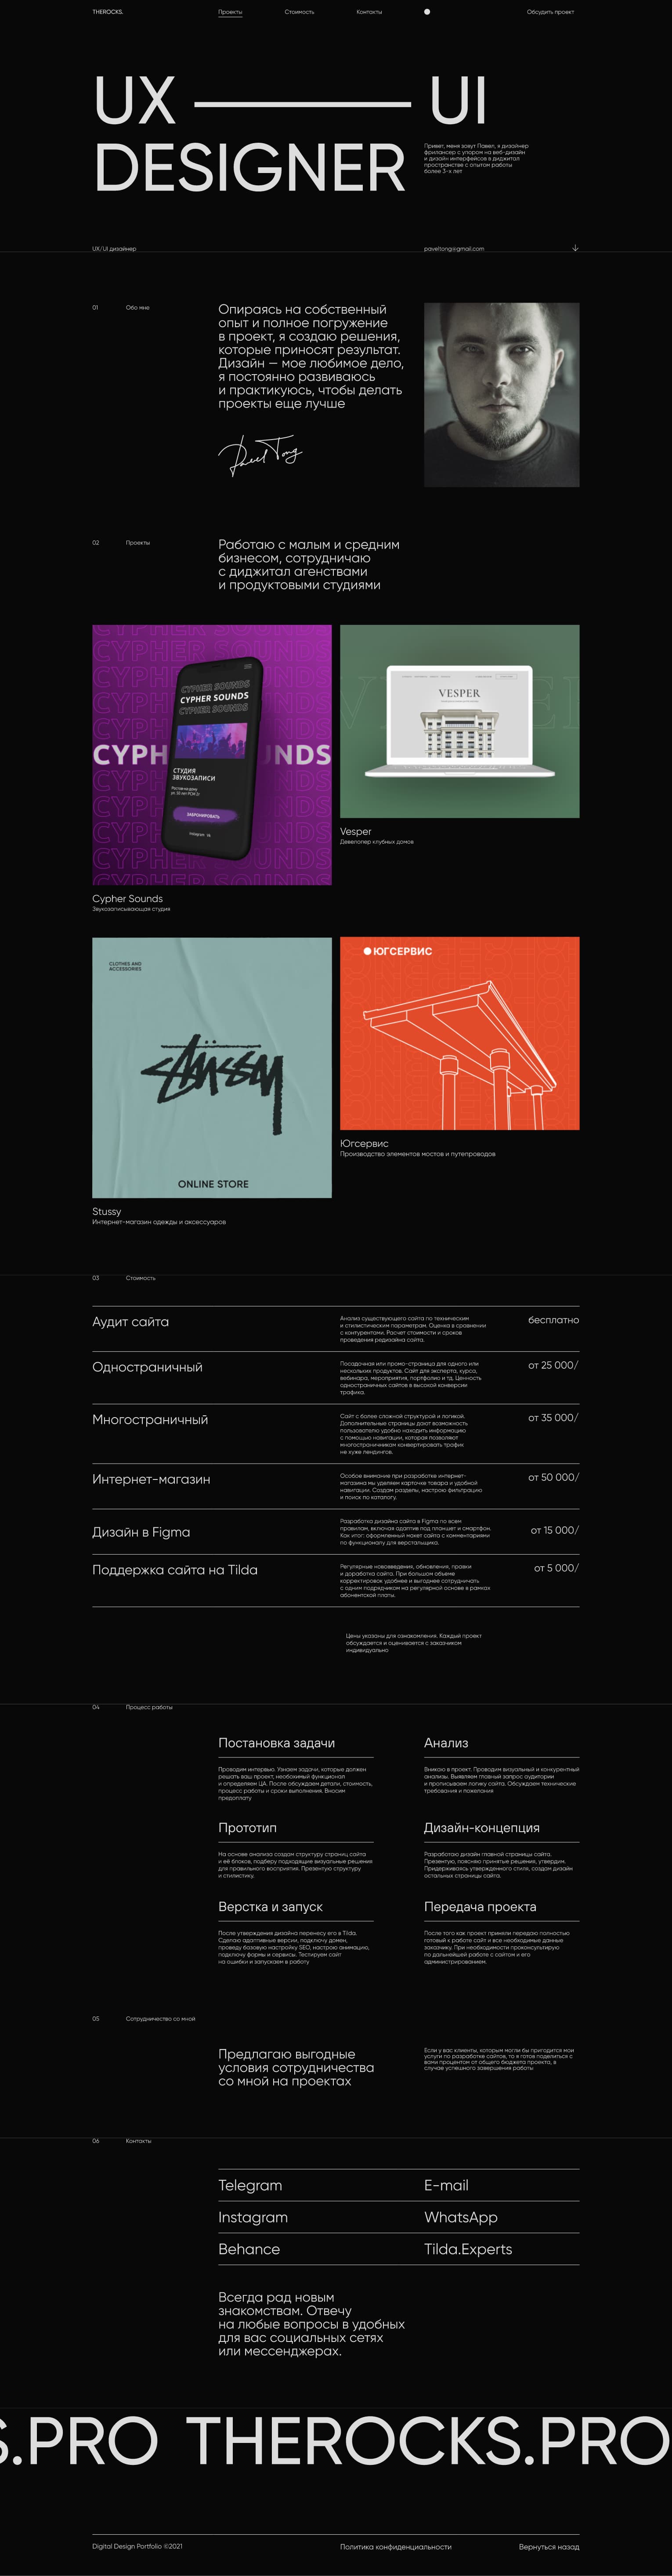 THEROCKS.
Проекты
Стоимость
Контакты
Обсудить проект
UX — UI
DESIGNER
Привет, меня зовут Павел, я дизайнер
фрилансер с упором на веб-дизайн
и дизайн интерфейсов в диджитал
пространстве с опытом работы
более 3-х лет
UX/UI дизайнер
paveltong@gmail.com
01
Обо мне
Опираясь на собственный
опыт и полное погружение
в проект, я создаю решения,
которые приносят результат.
Дизайн — мое любимое дело,
я постоянно развиваюсь
и практикуюсь, чтобы делать
проекты еще лучше
Pavel Tong
02
Проекты
Работаю с малым и средним
бизнесом, сотрудничаю
с диджитал агенствами
и продуктовыми студиями
CYPHER SOUNDS
CYPHER SOUNDS
CYPHER SOUNDS
СТУДИЯ
ЗВУКОЗАПИСИ
ЗАБРОНИРОВАТЬ
Cypher Sounds
Звукозаписывающая студия
VESPER
Vesper
Девелопер клубных домов
CLOTHES AND
ACCESSORIES
STÜSSY
ONLINE STORE
Stussy
Интернет-магазин одежды и аксессуаров
ЮГСЕРВИС
Югсервис
Производство элементов мостов и путепроводов
03
Стоимость
Аудит сайта
Анализ существующего сайта по техническим
и стилистическим параметрам. Оценка в сравнении
с контурентами. Расчет стоимости и сроков
проведения редизайна сайта.
бесплатно
Одностраничный
Посадочная или промо-страница для одного или
нескольких продуктов. Сайт для эксперта, курса,
вебинара, мероприятия, портфолио и тд. Ценность
одностраничных сайтов в высокой конверсии
трафика.
от 25 000/
Многостраничный
Сайт с более сложной структурой и логикой.
Дополнительные страницы дают возможность
пользователю удобно находить информацию
с помощью навигации, которая позволяют
многостраничникам конвертировать трафик
не хуже лендингов.
от 35 000/
Интернет-магазин
Особое внимание при разработке интернет-
магазина мы уделяем карточке товара и удобной
навигации. Создам разделы, настрою фильтрацию
и поиск по каталогу.
от 50 000/
Дизайн в Figma
Разработка дизайна сайта в Figma по всем
правилам, включая адаптив под планшет и смартфон.
Как итог: оформленный макет сайта с комментариями
по функционалу для верстальщика.
от 15 000/
Поддержка сайта на Tilda
Регулярные нововведения, обновления, правки
и доработка сайта. При большом объеме
корректировок удобнее и выгоднее сотрудничать
с одним подрядчиком на регулярной основе в рамках
абонентской платы.
от 5 000/
Цены указаны для ознакомления. Каждый проект
обсуждается и оценивается с заказчиком
индивидуально
04
Процесс работы
Постановка задачи
Проводим интервью. Узнаем задачи, которые должен
решать ваш проект, необхоимый функционал
и определяем ЦА. После обсуждаем детали, стоимость,
процесс работы и сроки выполнения. Вносим
предоплату
Анализ
Вникаю в проект. Проводим визуальный и конкурентный
анализы. Выявляем главный запрос аудитории
и прописываем логику сайта. Обсуждаем технические
требования и пожелания
Прототип
На основе анализа создам структуру страниц сайта
и её блоков, подберу подходящие визуальные решения
для правильного восприятия. Презентую структуру
и стилистику.
Дизайн-концепция
Разработаю дизайн главной страницы сайта.
Презентую, поясняю принятые решения, утвердим.
Придерживаясь утвержденного стиля, создам дизайн
остальных страницы сайта.
Верстка и запуск
После утверждения дизайна перенесу его в Tilda.
Сделаю адаптивные версии, подключу домен,
проведу базовую настройку SEO, настрою анимацию,
подключу формы и сервисы. Тестируем сайт
на ошибки и запускаем в работу
Передача проекта
После того как проект приняли передаю полностью
готовый к работе сайт и все необходимые данные
заказчику. При необходимости проконсультирую
по дальнейшей работе с сайтом и его
администрированием.
05
Сотрудничество со мной
Предлагаю выгодные
условия сотрудничества
со мной на проектах
Если у вас клиенты, которым могли бы пригодится мои
услуги по разработке сайтов, то я готов поделиться с
вами процентом от общего бюджета проекта, в
случае успешного завершения работы
06
Контакты
Telegram
E-mail
Instagram
WhatsApp
Behance
Tilda.Experts
Всегда рад новым
знакомствам. Отвечу
на любые вопросы в удобных
для вас социальных сетях
или мессенджерах.
S.PRO THEROCKS.PRO
Digital Design Portfolio ©2021
Политика конфиденциальности
Вернуться назад